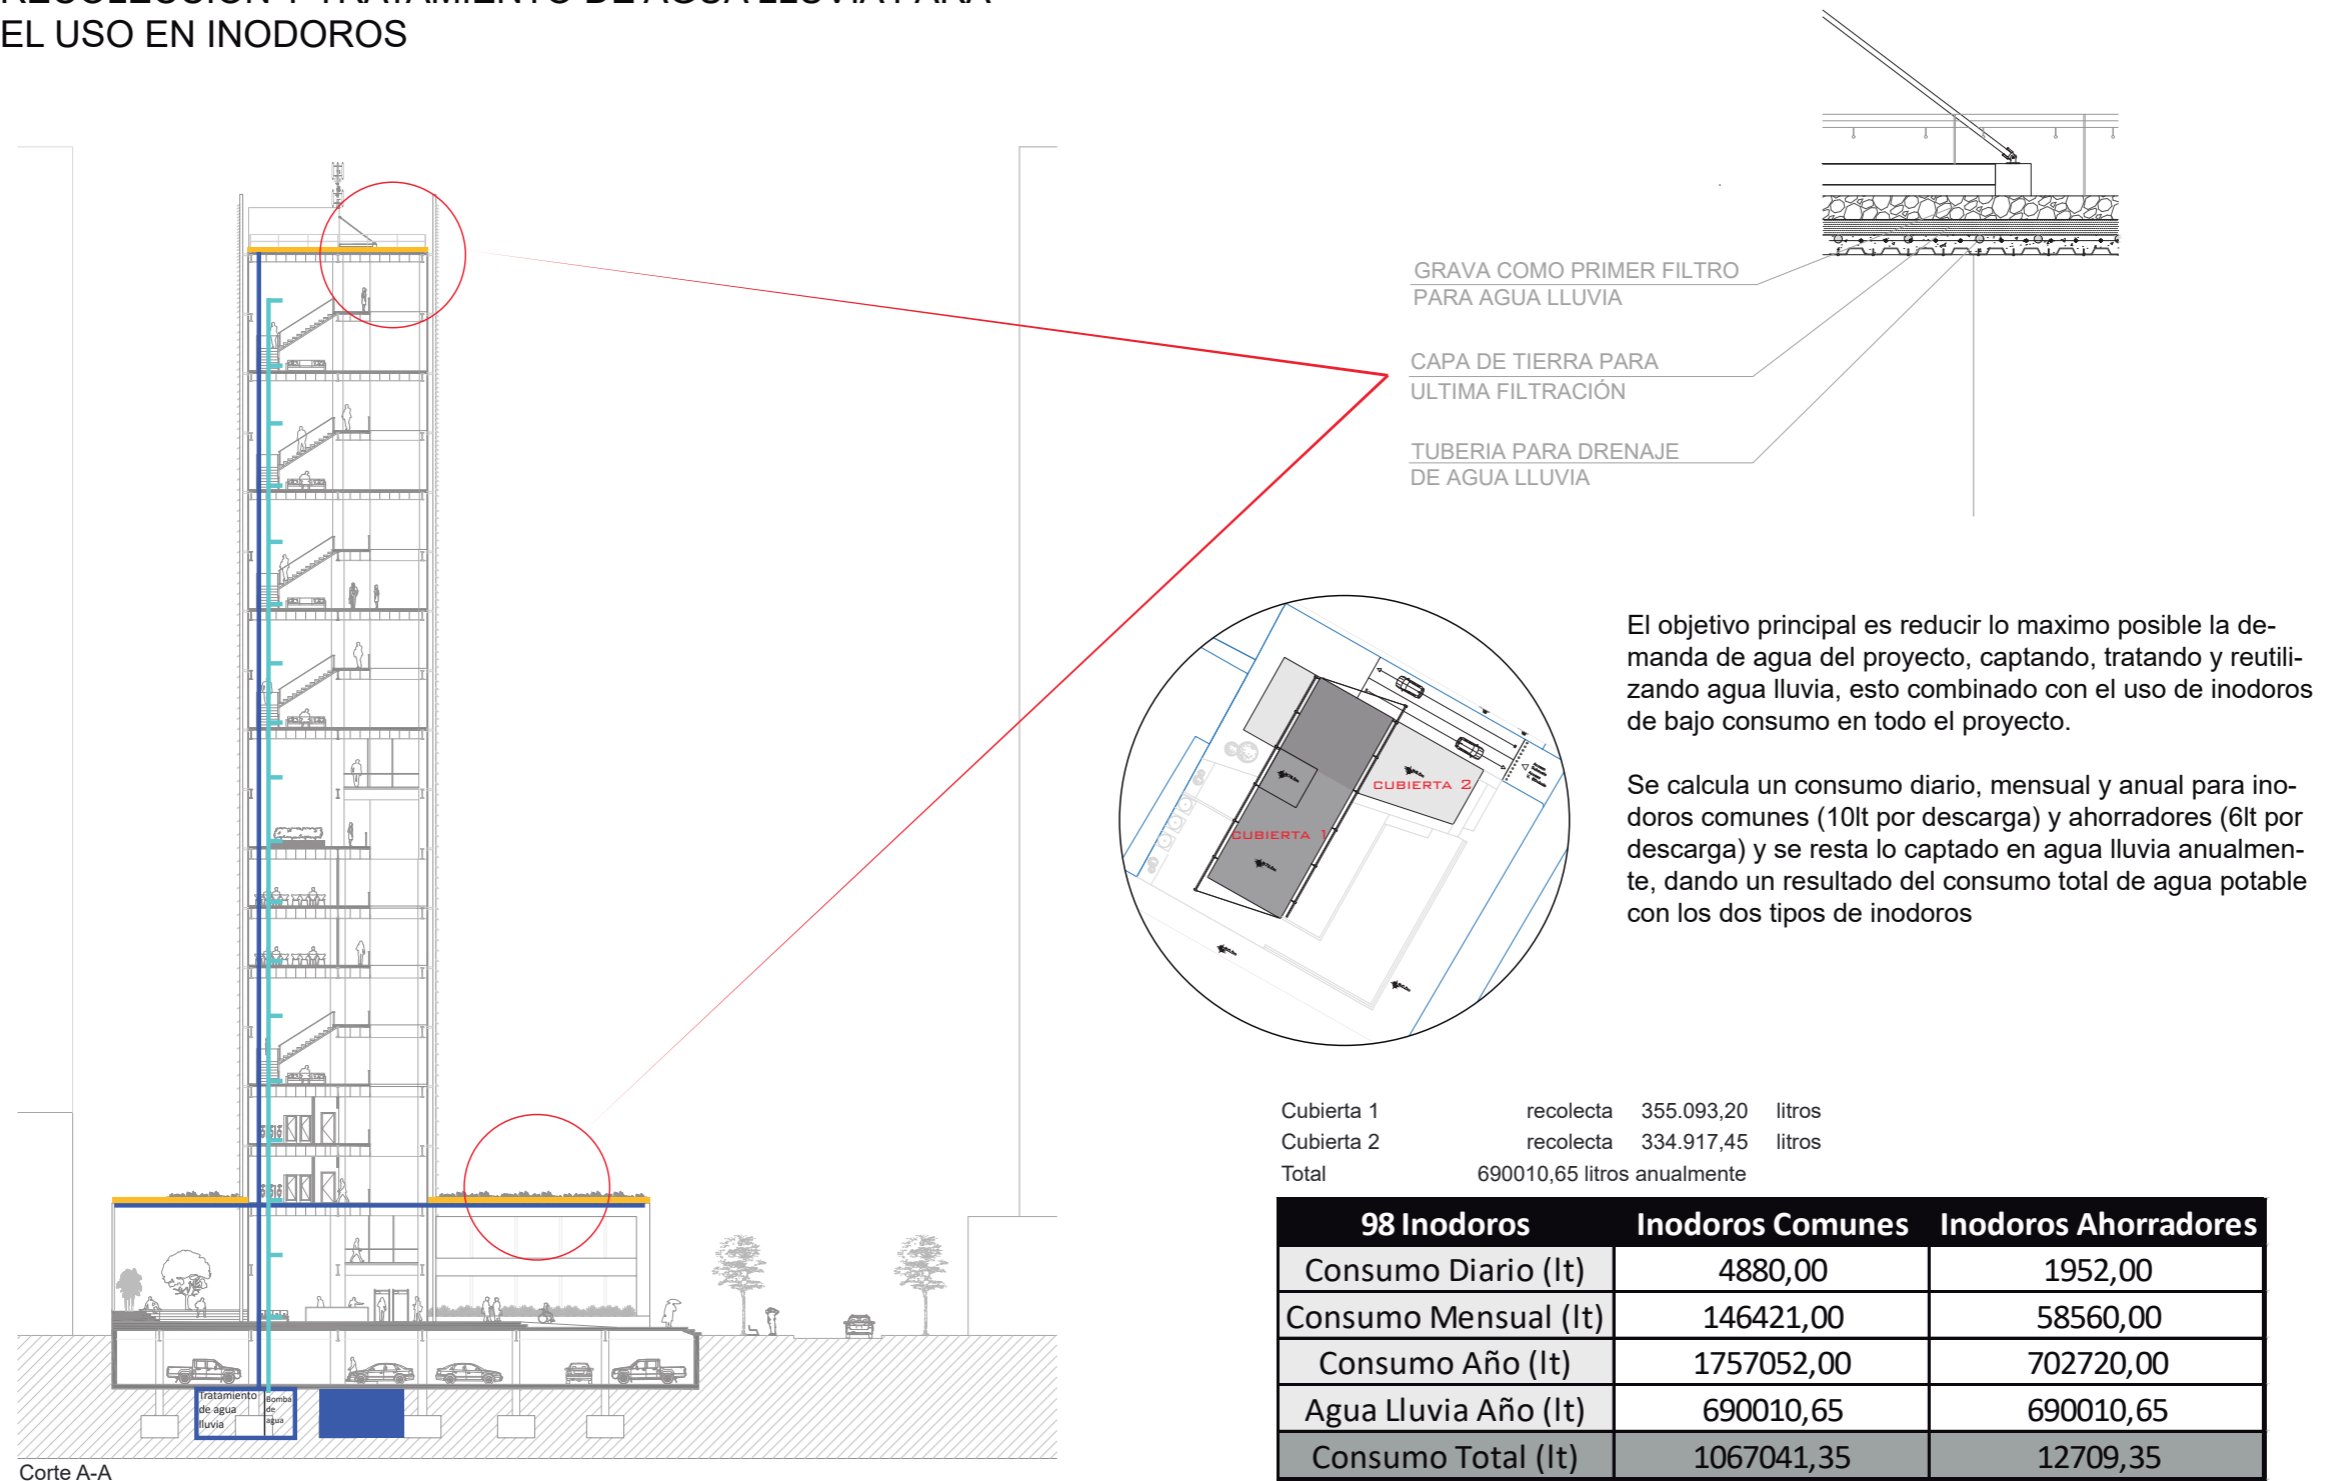 RECOLECCIÓN Y TRATAMIENTO DE AGUA LLUVIA PARA
EL USO EN INODOROS
GRAVA COMO PRIMER FILTRO
PARA AGUA LLUVIA
CAPA DE TIERRA PARA
ULTIMA FILTRACIÓN
TUBERIA PARA DRENAJE
DE AGUA LLUVIA
CUBIERTA 2
CUBIERTA 1
El objetivo principal es reducir lo maximo posible la de-
manda de agua del proyecto, captando, tratando y reutili-
zando agua lluvia, esto combinado con el uso de inodoros
de bajo consumo en todo el proyecto.
Se calcula un consumo diario, mensual y anual para ino-
doros comunes (10lt por descarga) y ahorradores (6lt por
descarga) y se resta lo captado en agua lluvia anualmen-
te, dando un resultado del consumo total de agua potable
con los dos tipos de inodoros
Cubierta 1 recolecta 355.093,20 litros
Cubierta 2 recolecta 334.917,45 litros
Total 690010,65 litros anualmente
98 Inodoros Inodoros Comunes Inodoros Ahorradores
Consumo Diario (lt) 4880,00 1952,00
Consumo Mensual (lt) 146421,00 58560,00
Consumo Año (lt) 1757052,00 702720,00
Agua Lluvia Año (lt) 690010,65 690010,65
Consumo Total (lt) 1067041,35 12709,35
Tratamiento
de agua
lluvia
Bomba
de
agua
Corte A-A